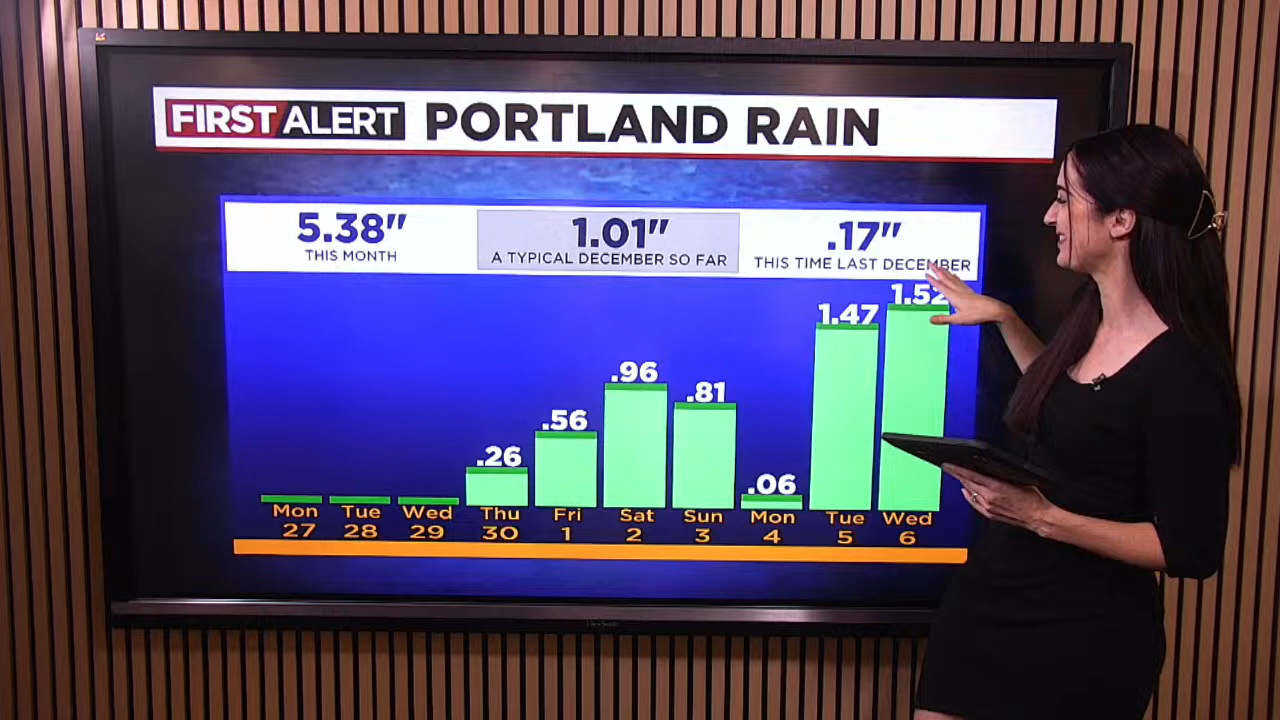 FIRST ALERT PORTLAND RAIN
5.38" 1.01" .17"
THIS MONTH A TYPICAL DECEMBER SO FAR THIS TIME LAST DECEMBER
.26 .56 .96 .81 .06 1.47 1.52
Mon Tue Wed Thu Fri Sat Sun Mon Tue Wed
27 28 29 30 1 2 3 4 5 6